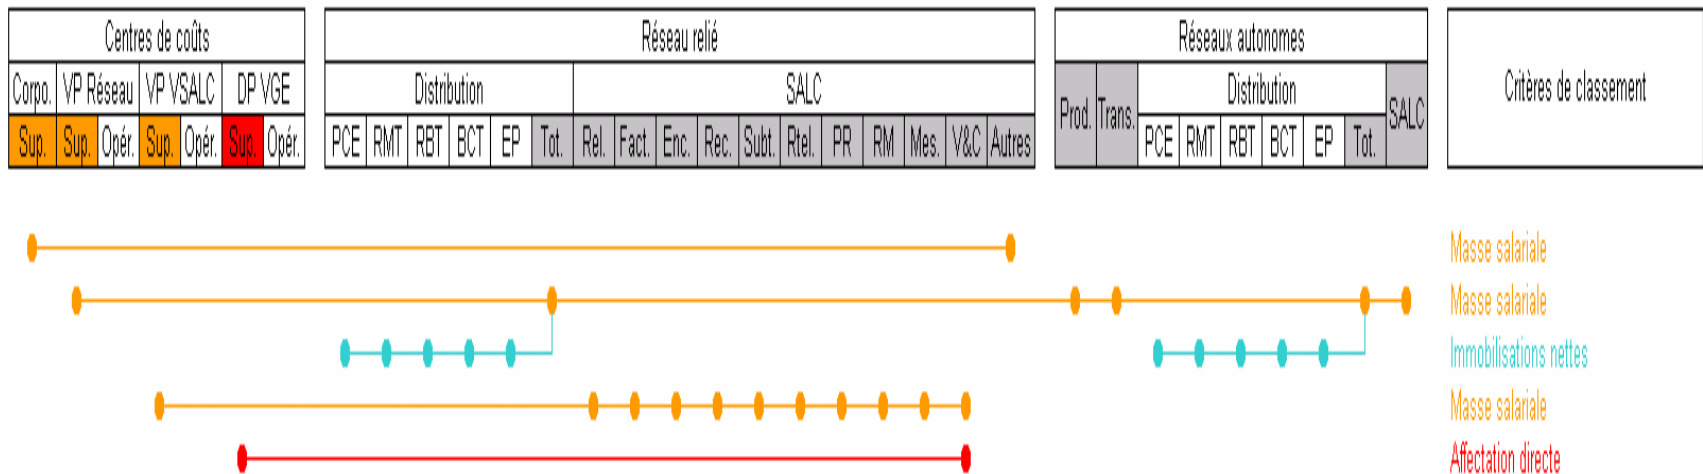 Centres de coûts
Réseau relié
Réseaux autonomes
Critères de classement
Corpo. VP Réseau VP VSALC DP VGE
Distribution
SALC
Prod. Trans.
Distribution
SALC
Sup. Sup. Opér. Sup. Opér. Sup. Opér.
PCE RMT RBT BCT EP Tot. Rel. Fact. Enc. Rec. Subt. Rtel. PR RM Mes. V&C Autres
PCE RMT RBT BCT EP Tot.
Masse salariale
Masse salariale
Immobilisations nettes
Masse salariale
Affectation directe